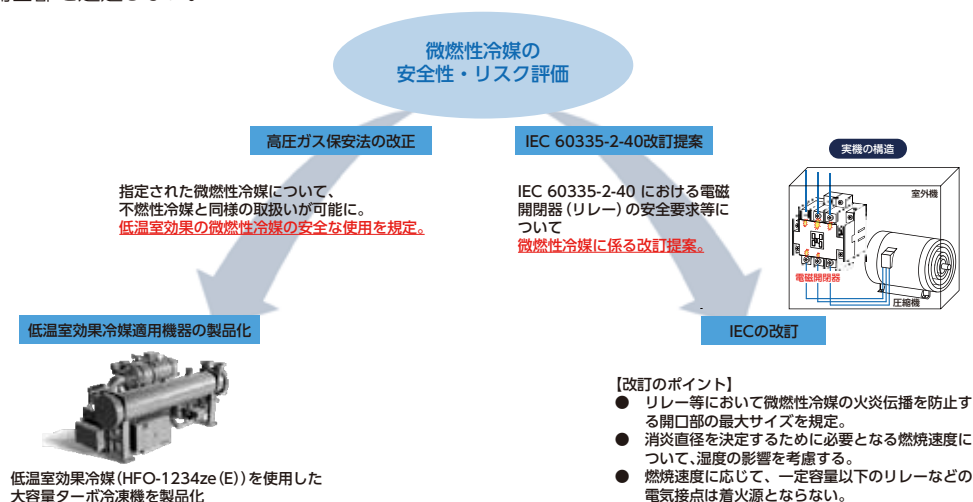 微燃性冷媒の
安全性・リスク評価
高圧ガス保安法の改正
指定された微燃性冷媒について、
不燃性冷媒と同様の取扱いが可能に。
低温室効果の微燃性冷媒の安全な使用を規定。
低温室効果冷媒適用機器の製品化
低温室効果冷媒(HFO-1234ze(E))を使用した
大容量ターボ冷凍機を製品化
IEC 60335-2-40改訂提案
IEC 60335-2-40 における電磁
開閉器(リレー)の安全要求等に
ついて
微燃性冷媒に係る改訂提案。
実機の構造
室外機
電磁開閉器
圧縮機
IECの改訂
【改訂のポイント】
● リレー等において微燃性冷媒の火炎伝播を防止す
る開口部の最大サイズを規定。
● 消炎直径を決定するために必要となる燃焼速度に
ついて、湿度の影響を考慮する。
● 燃焼速度に応じて、一定容量以下のリレーなどの
電気接点は着火源とならない。